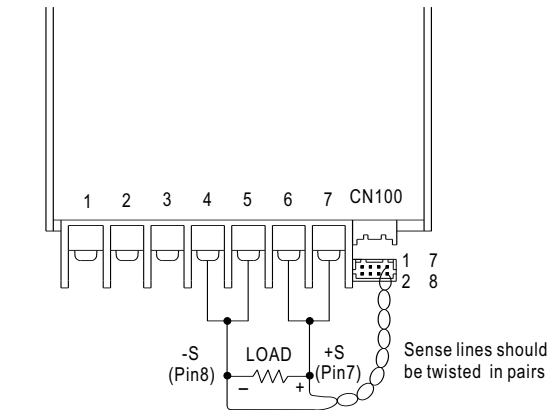 1 2 3 4 5 6 7 CN100
1 7
2 8
-S
(Pin8)
LOAD
+S
(Pin7)
– +
Sense lines should
be twisted in pairs